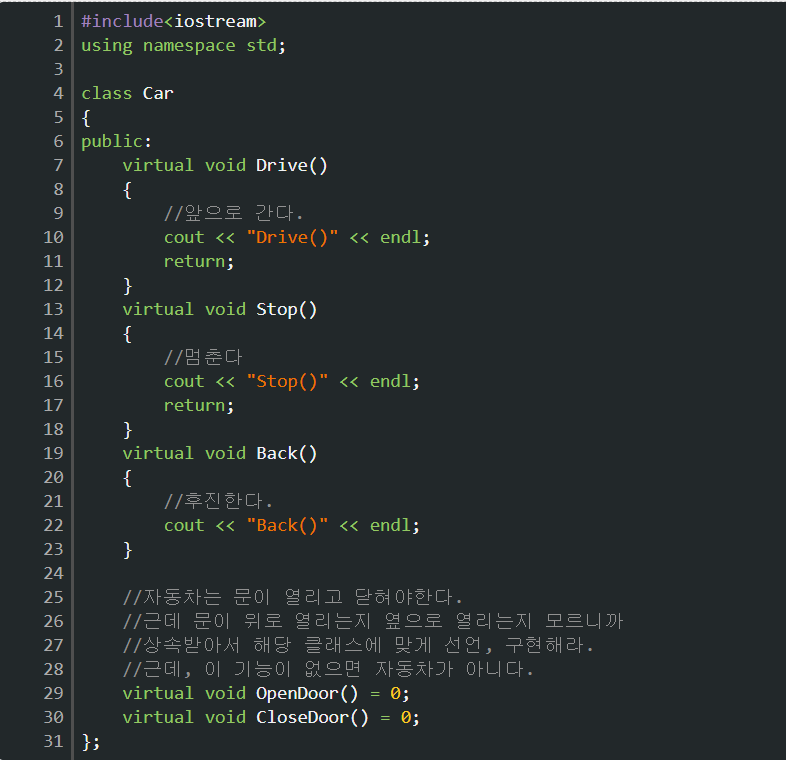 1 #include<iostream>
2 using namespace std;
3
4 class Car
5 {
6 public:
7     virtual void Drive()
8     {
9         //앞으로 간다.
10         cout << "Drive()" << endl;
11         return;
12     }
13     virtual void Stop()
14     {
15         //멈춘다
16         cout << "Stop()" << endl;
17         return;
18     }
19     virtual void Back()
20     {
21         //후진한다.
22         cout << "Back()" << endl;
23     }
24
25     //자동차는 문이 열리고 닫혀야한다.
26     //근데 문이 위로 열리는지 옆으로 열리는지 모르니까
27     //상속받아서 해당 클래스에 맞게 선언, 구현해라.
28     //근데, 이 기능이 없으면 자동차가 아니다.
29     virtual void OpenDoor() = 0;
30     virtual void CloseDoor() = 0;
31 };